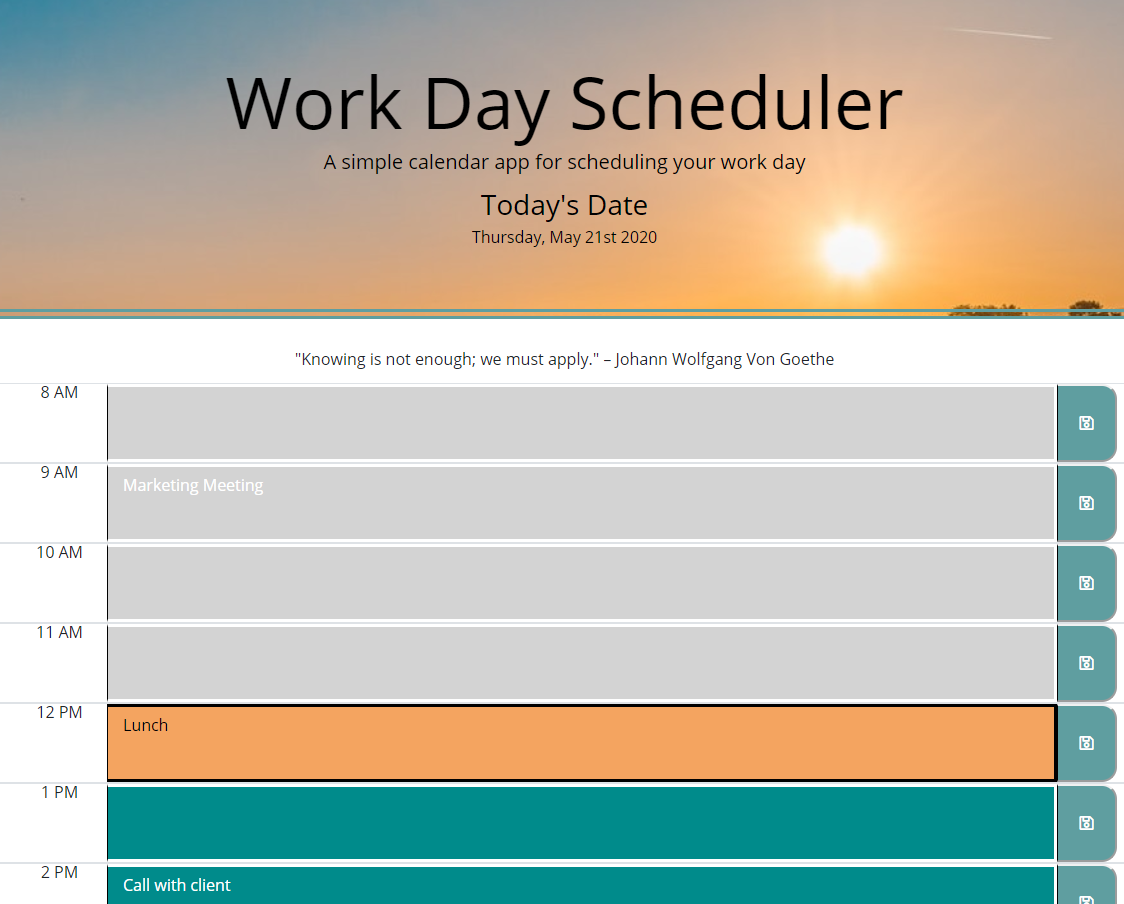 Work Day Scheduler
A simple calendar app for scheduling your work day
Today's Date
Thursday, May 21st 2020
"Knowing is not enough; we must apply." – Johann Wolfgang Von Goethe
8 AM
9 AM
Marketing Meeting
10 AM
11 AM
12 PM
Lunch
1 PM
2 PM
Call with client